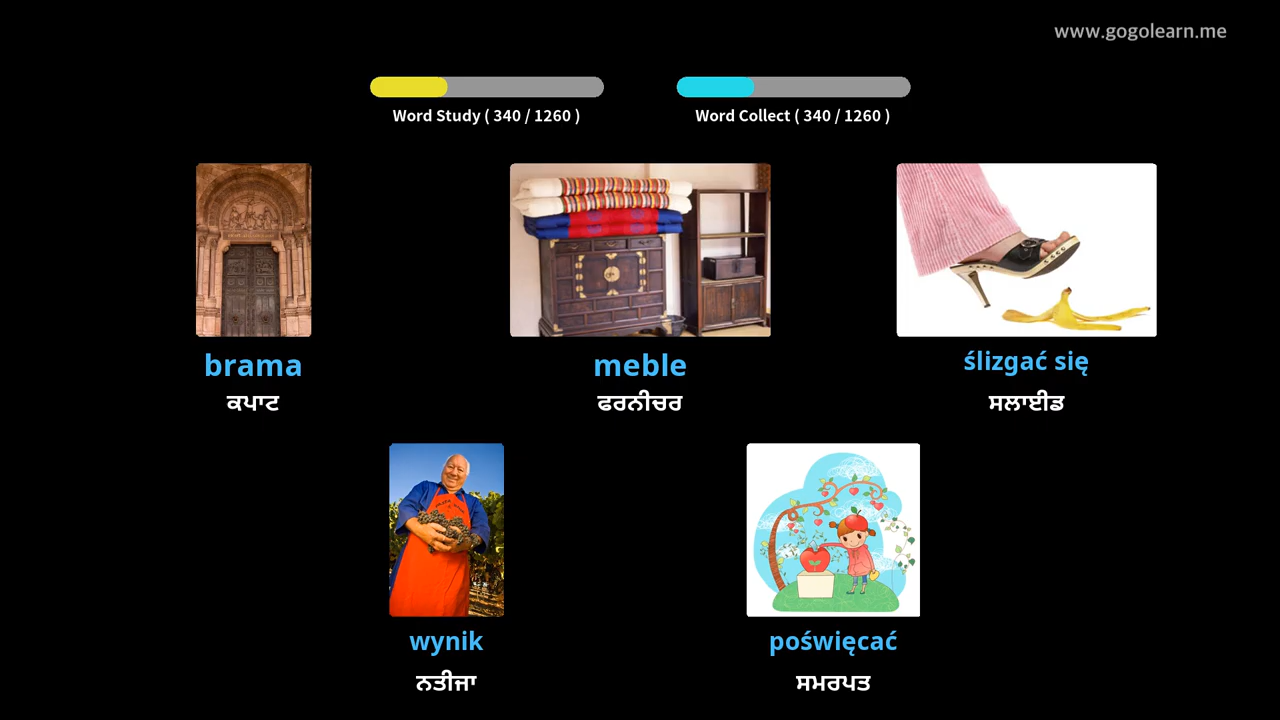 www.gogolearn.me
Word Study ( 340 / 1260 )
Word Collect ( 340 / 1260 )
brama
ਕਪਾਟ
meble
ਫਰਨੀਚਰ
ślizgać się
ਸਲਾਈਡ
wynik
ਨਤੀਜਾ
poświęcać
ਸਮਰਪਤ